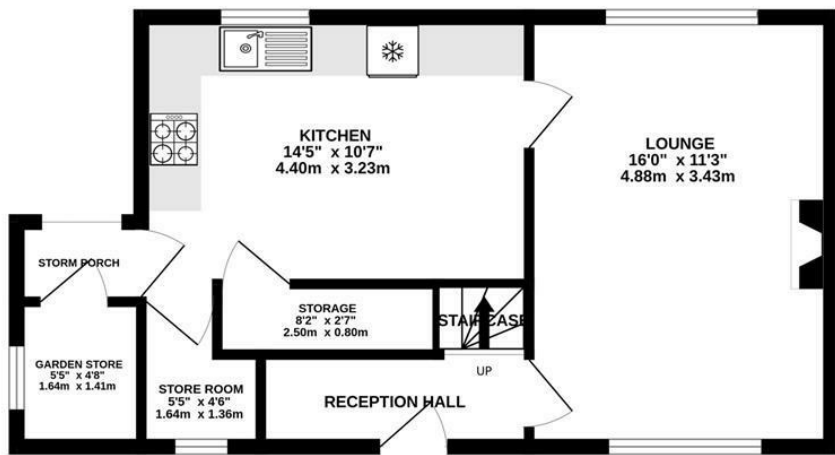 KITCHEN
14'5" x 10'7"
4.40m x 3.23m
LOUNGE
16'0" x 11'3"
4.88m x 3.43m
STORM PORCH
STORAGE
8'2" x 2'7"
2.50m x 0.80m
STAIRCASE
UP
GARDEN STORE
5'5" x 4'8"
1.64m x 1.41m
STORE ROOM
5'5" x 4'6"
1.64m x 1.36m
RECEPTION HALL